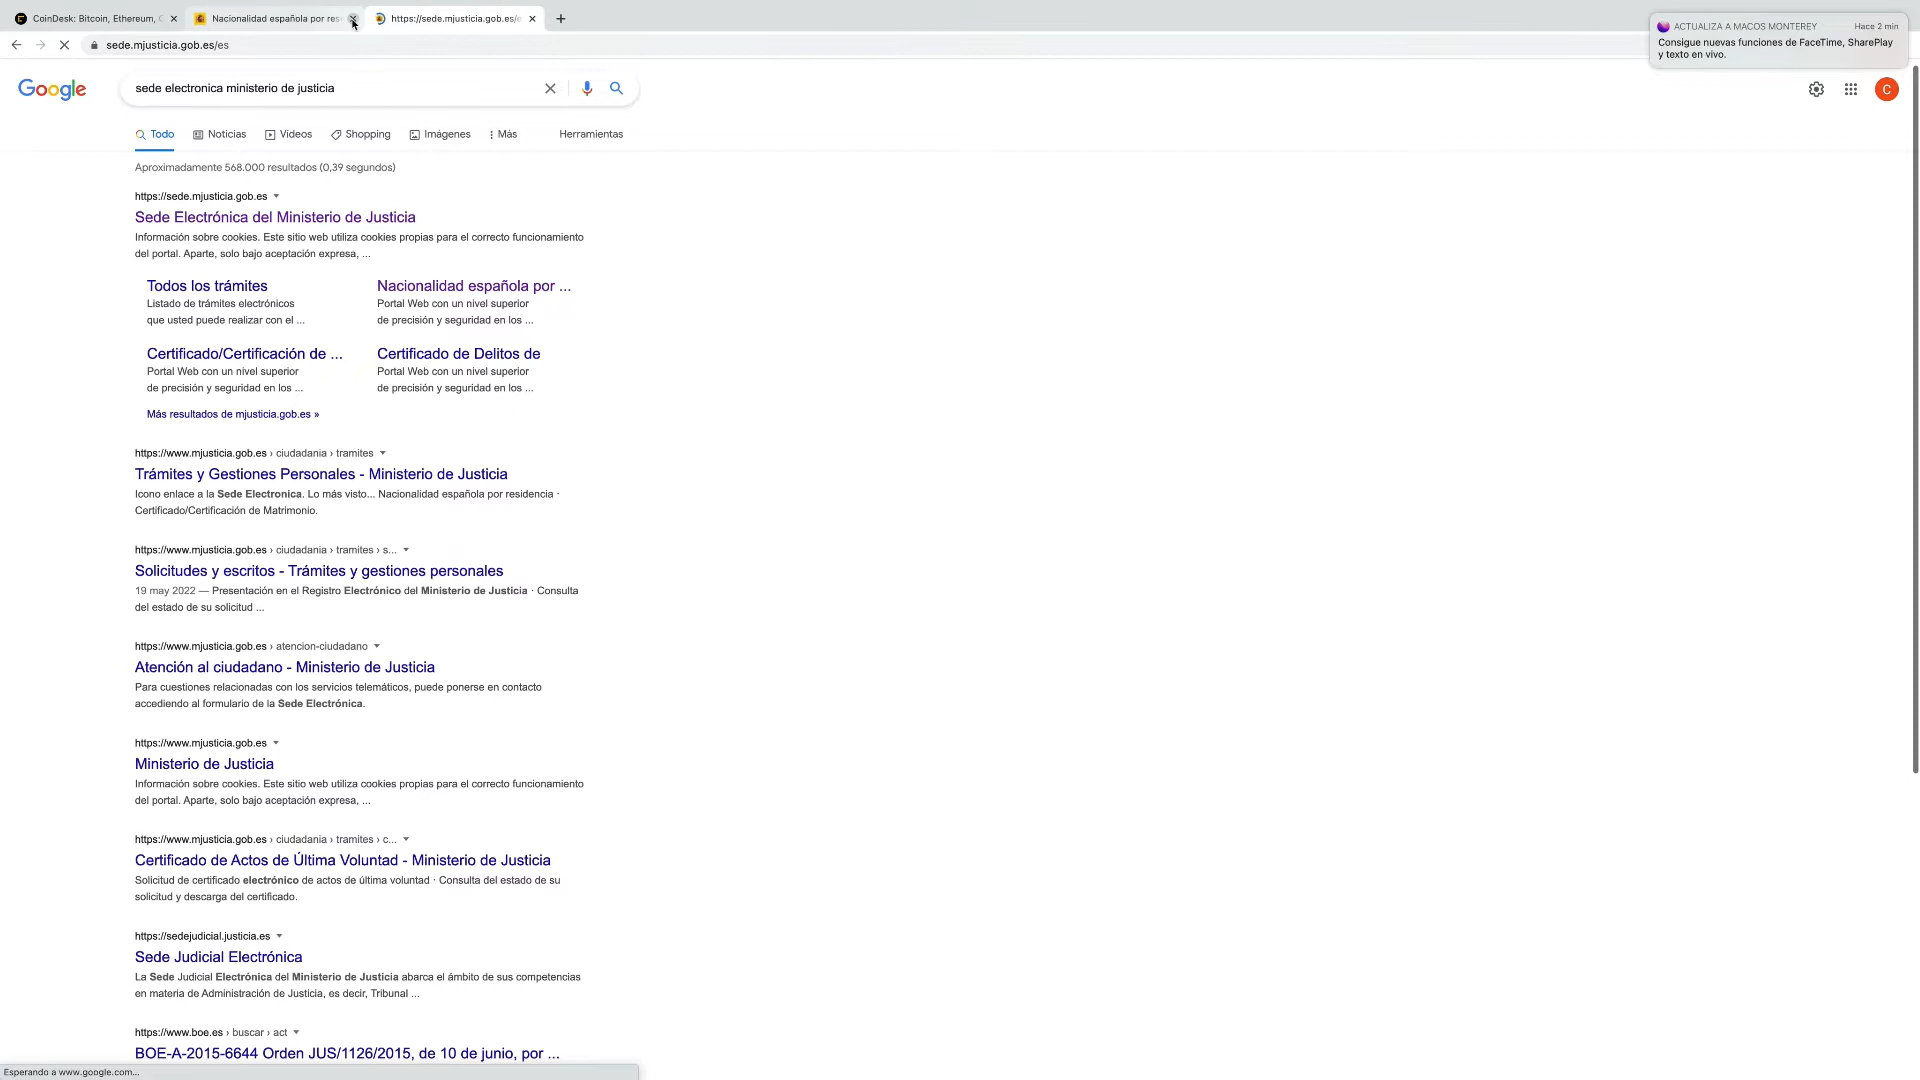 CoinDesk: Bitcoin, Ethereum,
Nacionalidad española por res
https://sede.mjusticia.gob.es/
sede.mjusticia.gob.es/es
ACTUALIZA A MACOS MONTEREY
Hace 2 min
Consigue nuevas funciones de FaceTime, SharePlay
y texto en vivo.
Google
sede electronica ministerio de justicia
C
Todo
Noticias
Vídeos
Shopping
Imágenes
Más
Herramientas
Aproximadamente 568.000 resultados (0,39 segundos)
https://sede.mjusticia.gob.es
Sede Electrónica del Ministerio de Justicia
Información sobre cookies. Este sitio web utiliza cookies propias para el correcto funcionamiento
del portal. Aparte, solo bajo aceptación expresa, ...
Todos los trámites
Listado de trámites electrónicos
que usted puede realizar con el ...
Nacionalidad española por ...
Portal Web con un nivel superior
de precisión y seguridad en los ...
Certificado/Certificación de ...
Portal Web con un nivel superior
de precisión y seguridad en los ...
Certificado de Delitos de
Portal Web con un nivel superior
de precisión y seguridad en los ...
Más resultados de mjusticia.gob.es »
https://www.mjusticia.gob.es › ciudadania › tramites
Trámites y Gestiones Personales - Ministerio de Justicia
Icono enlace a la Sede Electronica. Lo más visto... Nacionalidad española por residencia ·
Certificado/Certificación de Matrimonio.
https://www.mjusticia.gob.es › ciudadania › tramites › s...
Solicitudes y escritos - Trámites y gestiones personales
19 may 2022 — Presentación en el Registro Electrónico del Ministerio de Justicia · Consulta
del estado de su solicitud ...
https://www.mjusticia.gob.es › atencion-ciudadano
Atención al ciudadano - Ministerio de Justicia
Para cuestiones relacionadas con los servicios telemáticos, puede ponerse en contacto
accediendo al formulario de la Sede Electrónica.
https://www.mjusticia.gob.es
Ministerio de Justicia
Información sobre cookies. Este sitio web utiliza cookies propias para el correcto funcionamiento
del portal. Aparte, solo bajo aceptación expresa, ...
https://www.mjusticia.gob.es › ciudadania › tramites › c...
Certificado de Actos de Última Voluntad - Ministerio de Justicia
Solicitud de certificado electrónico de actos de última voluntad · Consulta del estado de su
solicitud y descarga del certificado.
https://sedejudicial.justicia.es
Sede Judicial Electrónica
La Sede Judicial Electrónica del Ministerio de Justicia abarca el ámbito de sus competencias
en materia de Administración de Justicia, es decir, Tribunal ...
https://www.boe.es › buscar › act
BOE-A-2015-6644 Orden JUS/1126/2015, de 10 de junio, por ...
Esperando a www.google.com...